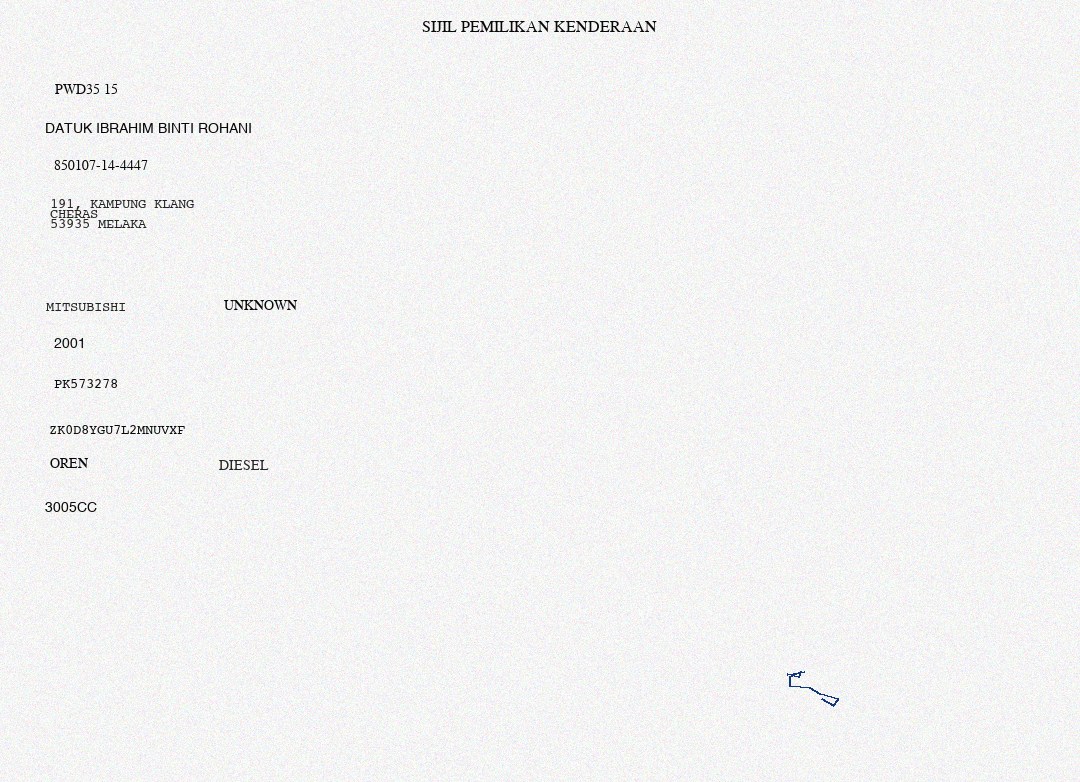 SIJIL PEMILIKAN KENDERAAN
PWD35 15
DATUK IBRAHIM BINTI ROHANI
850107-14-4447
191, KAMPUNG KLANG
CHERAS
53935 MELAKA
MITSUBISHI UNKNOWN
2001
PK573278
ZK0D8YGU7L2MNUVXF
OREN DIESEL
3005CC